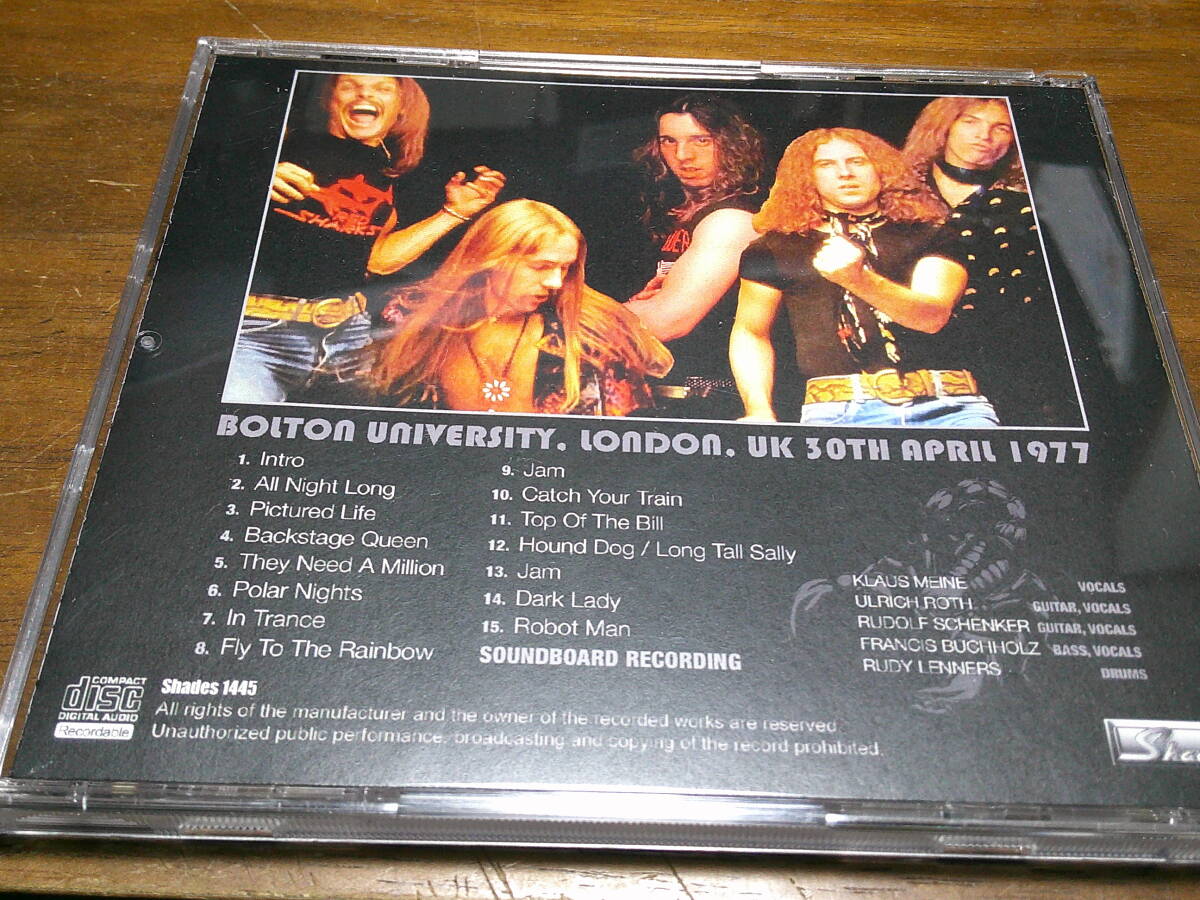 SHARKS
BOLTON UNIVERSITY, LONDON, UK 30TH APRIL 1977
1. Intro
2. All Night Long
3. Pictured Life
4. Backstage Queen
5. They Need A Million
6. Polar Nights
7. In Trance
8. Fly To The Rainbow
9. Jam
10. Catch Your Train
11. Top Of The Bill
12. Hound Dog / Long Tall Sally
13. Jam
14. Dark Lady
15. Robot Man
SOUNDBOARD RECORDING
KLAUS MEINE VOCALS
ULRICH ROTH GUITAR, VOCALS
RUDOLF SCHENKER GUITAR, VOCALS
FRANCIS BUCHHOLZ BASS, VOCALS
RUDY LENNERS DRUMS
COMPACT
disc
DIGITAL AUDIO
Recordable
Shades 1445
All rights of the manufacturer and the owner of the recorded works are reserved.
Unauthorized public performance, broadcasting and copying of the record prohibited.